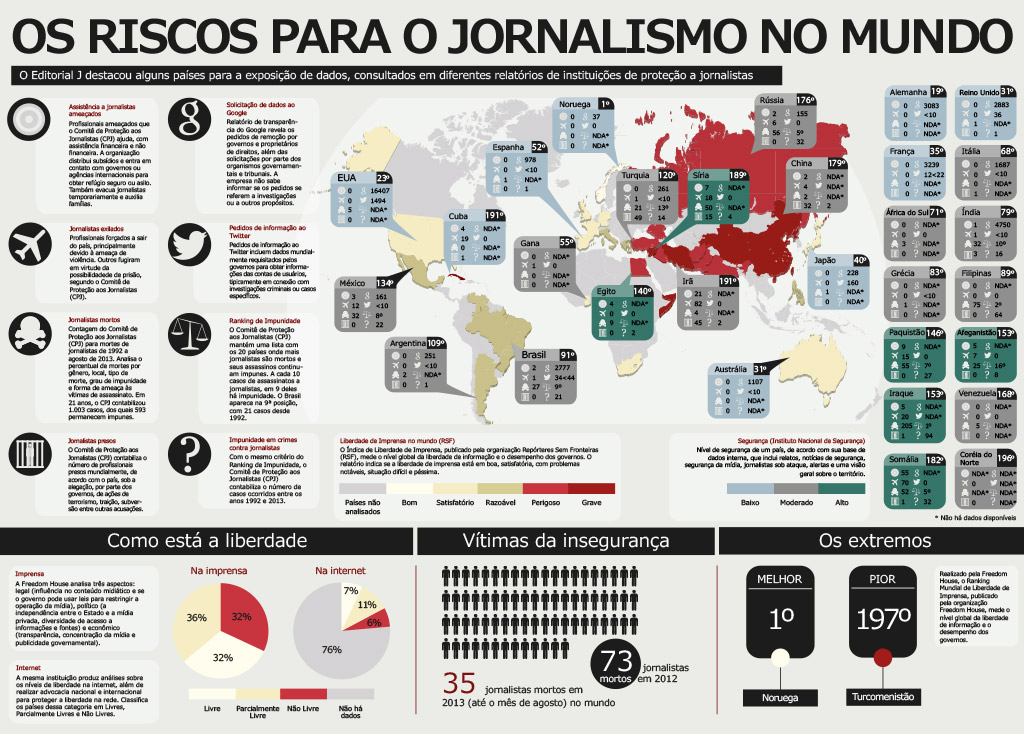 OS RISCOS PARA O JORNALISMO NO MUNDO
O Editorial J destacou alguns países para a exposição de dados, consultados em diferentes relatórios de instituições de proteção a jornalistas
Assistência a jornalistas
ameaçados
Profissionais ameaçados que
o Comitê de Proteção aos
Jornalistas (CPJ) ajuda, com
assistência financeira e não
financeira. A organização
distribui subsídios e entra em
contato com governos ou
agências internacionais para
obter refúgio seguro ou asilo.
Também evacua jornalistas
temporariamente e auxilia
famílias.
Solicitação de dados ao
Google
Relatório de transparên-
cia do Google revela os
pedidos de remoção por
governos e proprietários
de direitos, além das
solicitações por parte dos
organismos governamen-
tais e tribunais. A
empresa não sabe
informar se os pedidos se
referem a investigações
ou a outros propósitos.
Jornalistas exilados
Profissionais forçados a sair
do país, principalmente
devido à ameaça de
violência. Outros fugiram
em virtude da
possibilidade de prisão,
segundo o Comitê de
Proteção aos Jornalistas
(CPJ).
Pedidos de informação ao
Twitter
Pedidos de informação ao
Twitter incluem dados mundial-
mente requisitados pelos
governos para obter informa-
ções das contas de usuários,
tipicamente em conexão com
investigações criminais ou casos
específicos.
Jornalistas mortos
Contagem do Comitê de
Proteção aos Jornalistas
(CPJ) para mortes de
jornalistas de 1992 a
agosto de 2013. Analisa o
percentual de mortes por
gênero, local, tipo de
morte, grau de impunidade
e forma de ameaça às
vítimas de assassinato. Em
21 anos, o CPJ contabilizou
1.003 casos, dos quais 593
permanecem impunes.
Ranking de Impunidade
O Comitê de Proteção
aos Jornalistas (CPJ)
mantém uma lista com
os 20 países onde mais
jornalistas são mortos e
seus assassinos continu-
am impunes. A cada 10
casos de assassinatos a
jornalistas, em 9 deles
há impunidade. O Brasil
aparece na 9ª posição,
com 21 casos desde
1992.
Jornalistas presos
O Comitê de Proteção aos
Jornalistas (CPJ) contabiliza o
número de profissionais
presos mundialmente, de
acordo com o país, sob a
alegação, por parte dos
governos, de ações de
terrorismo, traição, subver-
são entre outras acusações.
Impunidade em crimes
contra jornalistas
Com o mesmo critério do
Ranking de Impunidade, o
Comitê de Proteção aos
Jornalistas (CPJ)
contabiliza o número de
casos ocorridos entre os
anos 1992 e 2013.
Noruega 1º
0 37
0 0
0 NDA*
0 NDA*
Espanha 52º
0 978
0 <10
0 NDA*
1 NDA*
EUA 23º
0 16407
0 1494
5 NDA*
0 NDA*
Cuba 191º
4 NDA*
19 0
0 NDA*
1 NDA*
México 134º
3 161
12 <10
32 8º
0 22
Argentina 109º
0 251
0 <10
2 NDA*
0 1
Brasil 91º
2 2777
1 34<44
27 9º
0 21
Gana 55º
0 NDA*
0 0
0 NDA*
0 NDA*
Turquia 120º
0 261
1 <10
21 13º
49 14
Síria 189º
7 NDA*
18 0
50 NDA*
15 4
Rússia 176º
2 155
6 0
56 5º
0 32
China 179º
2 NDA*
4 NDA*
2 NDA*
32 2
Egito 140º
4 NDA*
0 0
9 NDA*
0 2
Irã 191º
21 NDA*
82 0
4 NDA*
45 2
Japão 40º
0 228
0 160
1 NDA*
0 NDA*
Austrália 31º
0 1107
0 <10
0 NDA*
0 NDA*
Alemanha 19º
0 3083
0 <10
0 NDA*
0 NDA*
Reino Unido 31º
0 2883
0 36
1 NDA*
0 1
França 35º
0 3239
0 12<22
0 NDA*
0 NDA*
Itália 68º
0 1687
0 <10
0 NDA*
1 NDA*
África do Sul 71º
0 NDA*
0 0
3 NDA*
0 NDA*
Índia 79º
1 4750
0 <10
32 10º
3 16
Grécia 83º
0 NDA*
0 <10
1 NDA*
0 NDA*
Filipinas 89º
0 NDA*
0 0
75 2º
0 64
Paquistão 146º
9 NDA*
15 0
55 7º
0 27
Afeganistão 153º
5 NDA*
7 0
25 16º
0 8
Iraque 153º
5 NDA*
20 NDA*
205 1º
1 94
Venezuela 168º
Somália 182º
55 NDA*
70 0
52 5º
1 32
Coréia do
Norte 196º
* Não há dados disponíveis
Liberdade de Imprensa no mundo (RSF)
O Índice de Liberdade de Imprensa, publicado pela organização Repórteres Sem Fronteiras
(RSF), mede o nível global da liberdade de informação e o desempenho dos governos. O
relatório indica se a liberdade de imprensa está em boa, satisfatória, com problemas
notáveis, situação difícil e péssima.
Países não
analisados
Bom Satisfatório Razoável Perigoso Grave
Segurança (Instituto Nacional de Segurança)
Nível de segurança de um país, de acordo com sua base de
dados interna, que inclui relatos, notícias de segurança,
segurança da mídia, jornalistas sob ataque, alertas e uma visão
geral sobre o território.
Baixo Moderado Alto
Como está a liberdade
Imprensa
A Freedom House analisa três aspectos:
legal (influência no conteúdo midiático e se
o governo pode usar leis para restringir a
operação da mídia), político (a
independência entre o Estado e a mídia
privada, diversidade de acesso a
informações e fontes) e econômico
(transparência, concentração da mídia e
publicidade governamental).
Internet
A mesma instituição produz análises sobre
os níveis de liberdade na internet, além de
realizar advocacia nacional e internacional
para proteger a liberdade na rede. Classifica
os países dessa categoria em Livres,
Parcialmente Livres e Não Livres.
Na imprensa
36% 32%
32%
Na internet
7%
11%
6%
76%
Livre Parcialmente
Livre Não Livre Não há
dados
Vítimas da insegurança
73 mortos jornalistas
em 2012
35 jornalistas mortos em
2013 (até o mês de agosto) no mundo
Os extremos
MELHOR
1º
Noruega
PIOR
197º
Turcomenistão
Realizado pela Freedom
House, o Ranking
Mundial de Liberdade de
Imprensa, publicado
pela organização
Freedom House, mede o
nível global da liberdade
de informação e o
desempenho dos
governos.